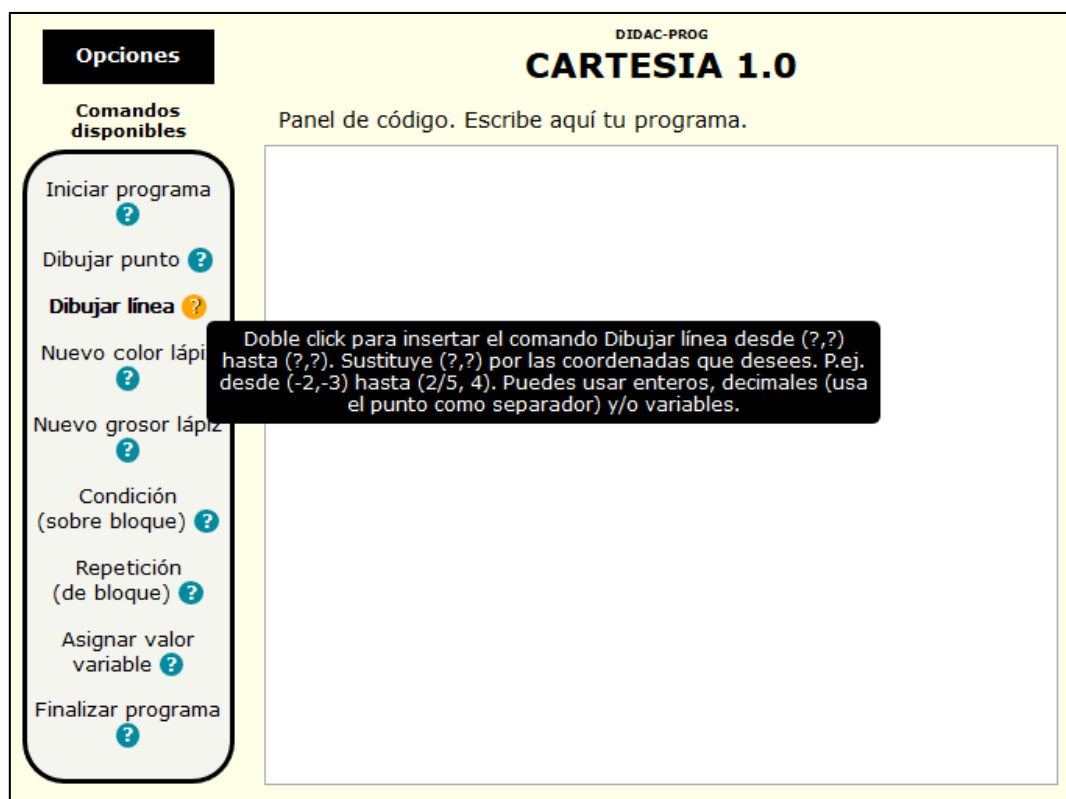 Opciones
DIDAC-PROG
CARTESIA 1.0
Comandos
disponibles
Panel de código. Escribe aquí tu programa.
Iniciar programa
?
Dibujar punto ?
Dibujar línea ?
Doble click para insertar el comando Dibujar línea desde (?,?)
hasta (?,?). Sustituye (?,?) por las coordenadas que desees. P.ej.
desde (-2,-3) hasta (2/5, 4). Puedes usar enteros, decimales (usa
el punto como separador) y/o variables.
Nuevo color lápi
?
Nuevo grosor lápiz
?
Condición
(sobre bloque) ?
Repetición
(de bloque) ?
Asignar valor
variable ?
Finalizar programa
?